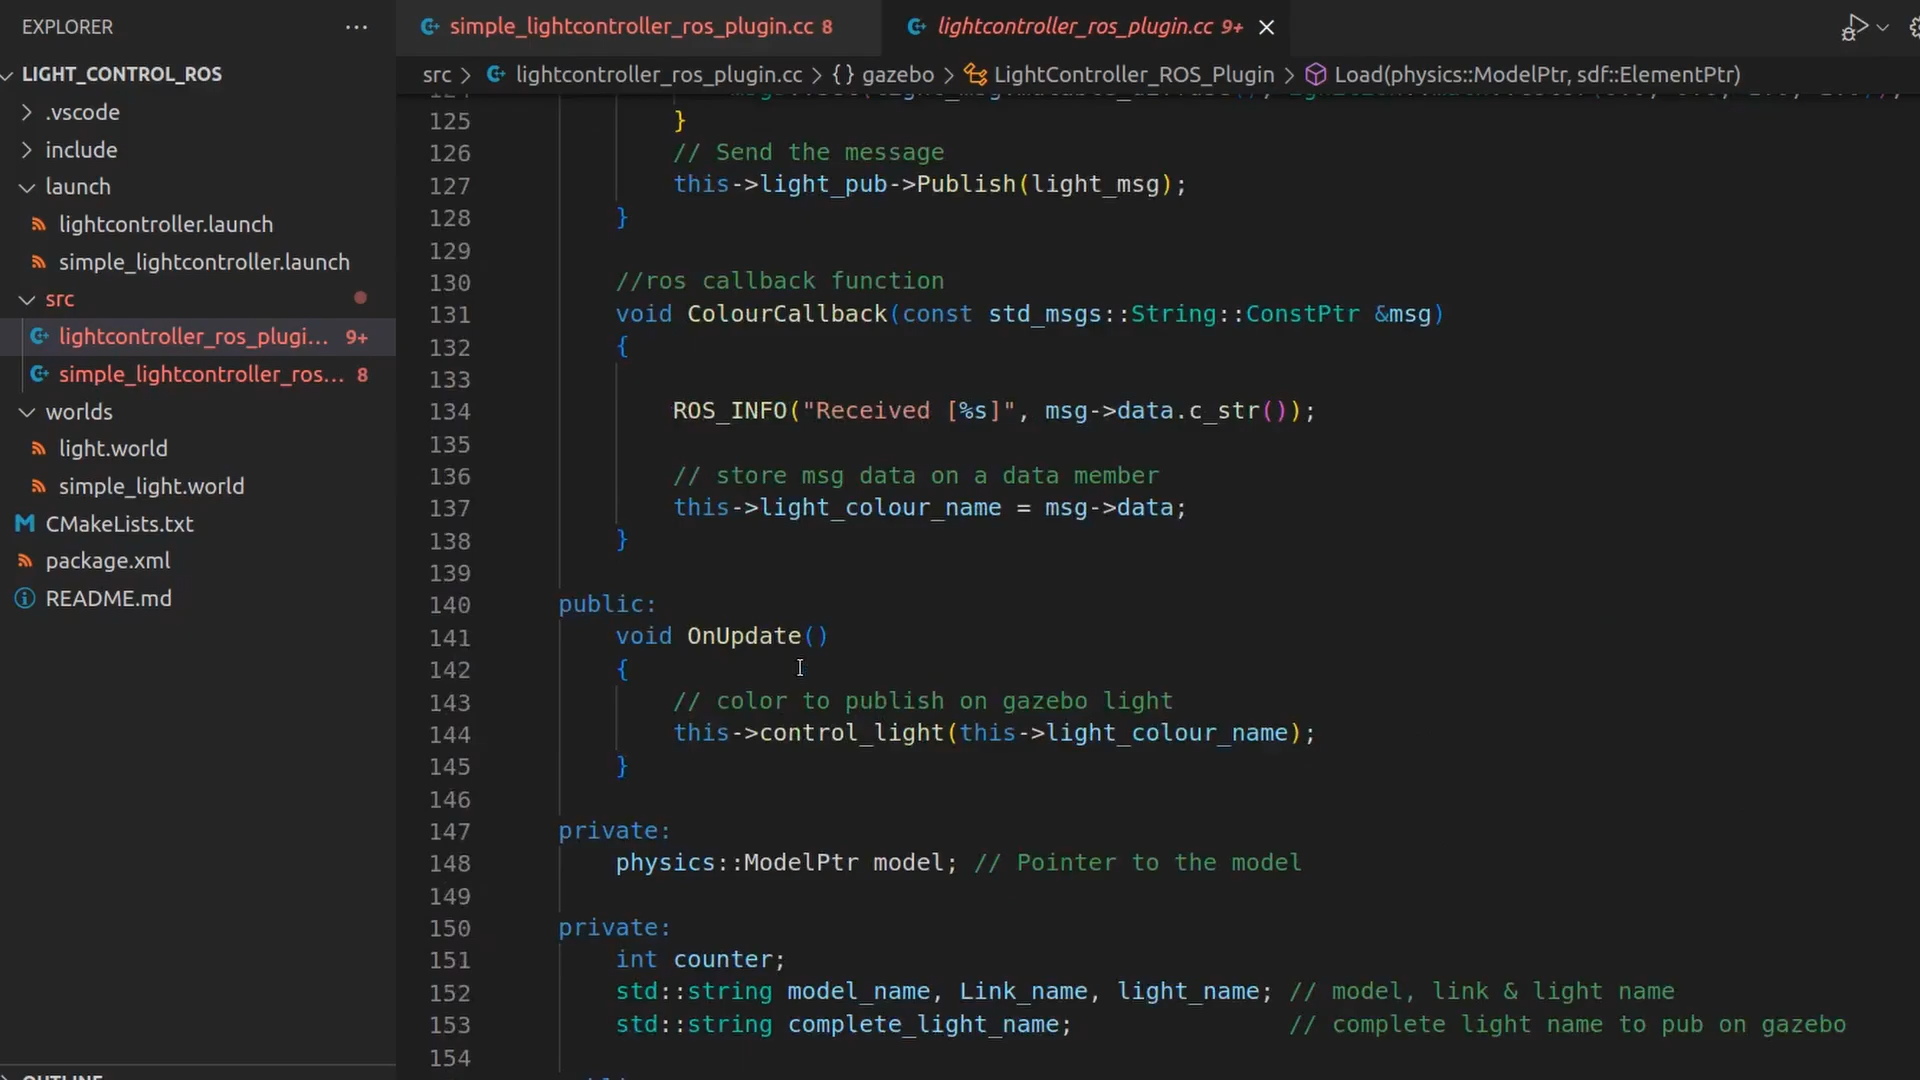 EXPLORER
LIGHT_CONTROL_ROS
.vscode
include
launch
lightcontroller.launch
simple_lightcontroller.launch
src
lightcontroller_ros_plugi... 9+
simple_lightcontroller_ros... 8
worlds
light.world
simple_light.world
CMakeLists.txt
package.xml
README.md
OUTLINE
simple_lightcontroller_ros_plugin.cc 8
lightcontroller_ros_plugin.cc 9+
src > lightcontroller_ros_plugin.cc > {} gazebo > LightController_ROS_Plugin > Load(physics::ModelPtr, sdf::ElementPtr)
125 }
126 // Send the message
127 this->light_pub->Publish(light_msg);
128 }
129
130 //ros callback function
131 void ColourCallback(const std_msgs::String::ConstPtr &msg)
132 {
133
134 ROS_INFO("Received [%s]", msg->data.c_str());
135
136 // store msg data on a data member
137 this->light_colour_name = msg->data;
138 }
139
140 public:
141 void OnUpdate()
142 {
143 // color to publish on gazebo light
144 this->control_light(this->light_colour_name);
145 }
146
147 private:
148 physics::ModelPtr model; // Pointer to the model
149
150 private:
151 int counter;
152 std::string model_name, Link_name, light_name; // model, link & light name
153 std::string complete_light_name; // complete light name to pub on gazebo
154